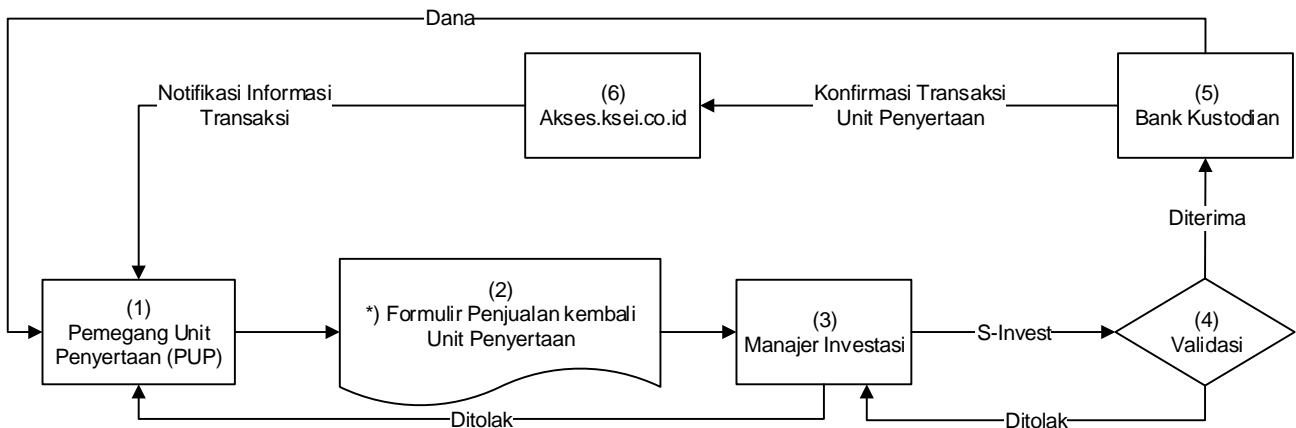 Dana
Notifikasi Informasi
Transaksi
(6)
Akses.ksei.co.id
Konfirmasi Transaksi
Unit Penyertaan
(5)
Bank Kustodian
Diterima
(1)
Pemegang Unit
Penyertaan (PUP)
(2)
*) Formulir Penjualan kembali
Unit Penyertaan
(3)
Manajer Investasi
S-Invest
(4)
Validasi
Ditolak
Ditolak